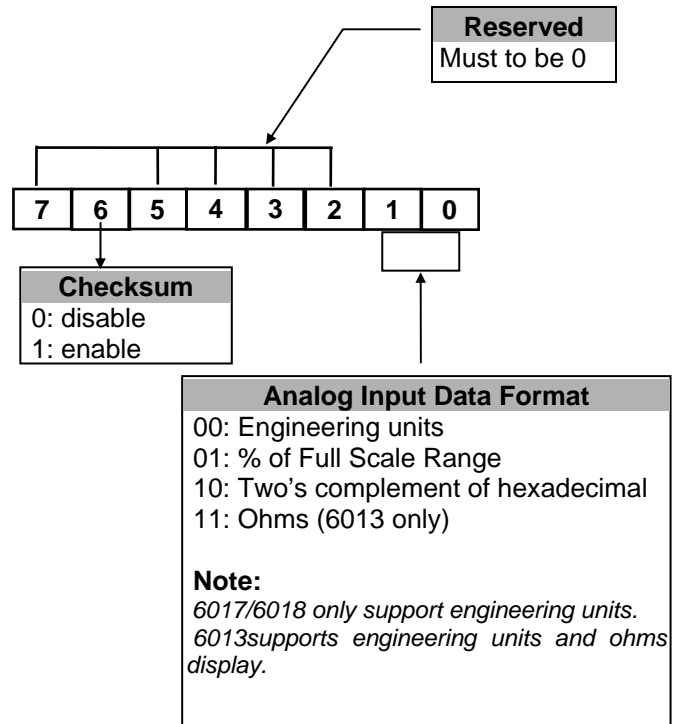 Reserved
Must to be 0
7 6 5 4 3 2 1 0
Checksum
0: disable
1: enable
Analog Input Data Format
00: Engineering units
01: % of Full Scale Range
10: Two's complement of hexadecimal
11: Ohms (6013 only)
Note:
6017/6018 only support engineering units.
6013supports engineering units and ohms
display.